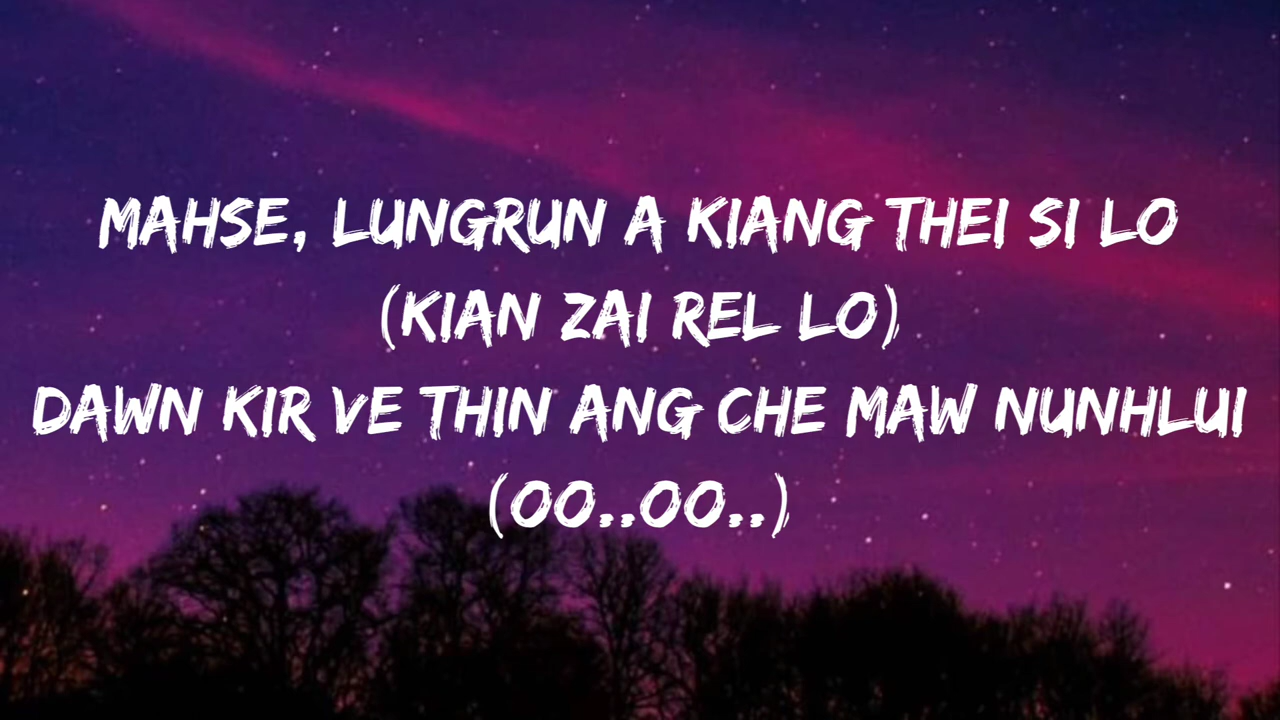 MAHSE, LUNGRUN A KIANG THEI SI LO
(KIAN ZAI REL LO)
DAWN KIR VE THIN ANG CHE MAW NUNHLUI
(OO..OO..)